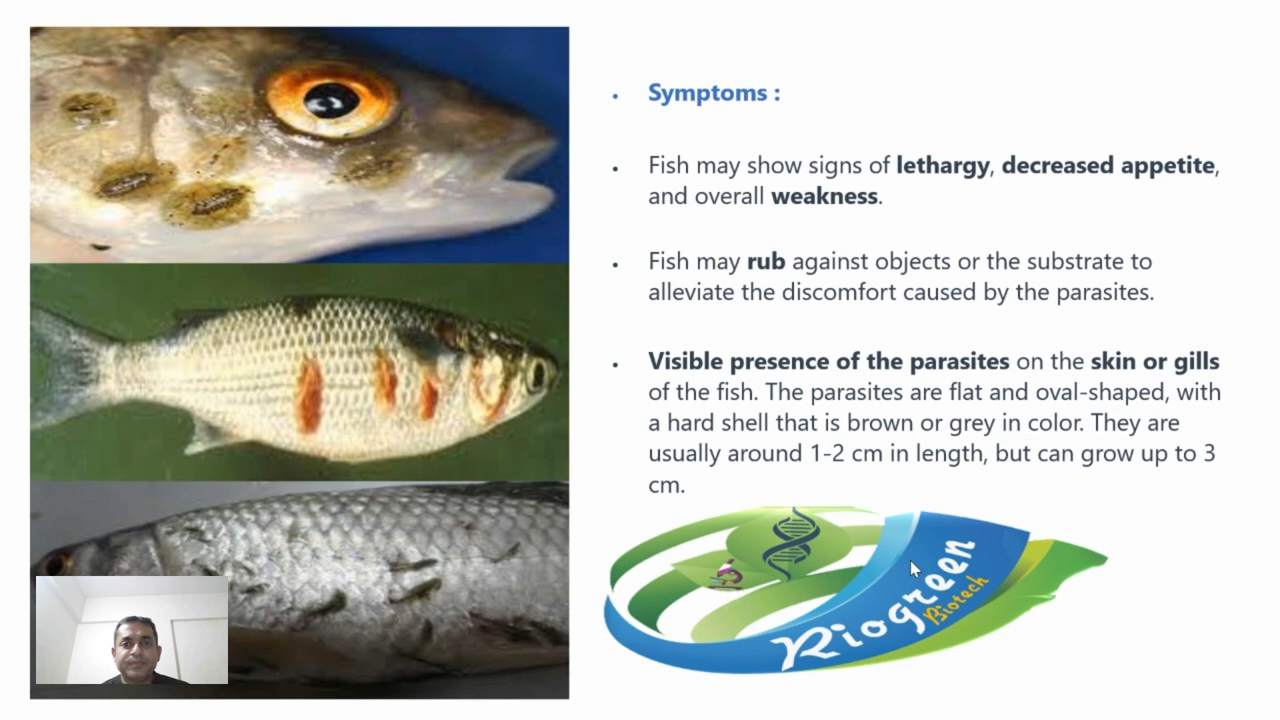 Symptoms :
Fish may show signs of lethargy, decreased appetite,
and overall weakness.
Fish may rub against objects or the substrate to
alleviate the discomfort caused by the parasites.
Visible presence of the parasites on the skin or gills
of the fish. The parasites are flat and oval-shaped, with
a hard shell that is brown or grey in color. They are
usually around 1-2 cm in length, but can grow up to 3
cm.
Riogreen
Biotech